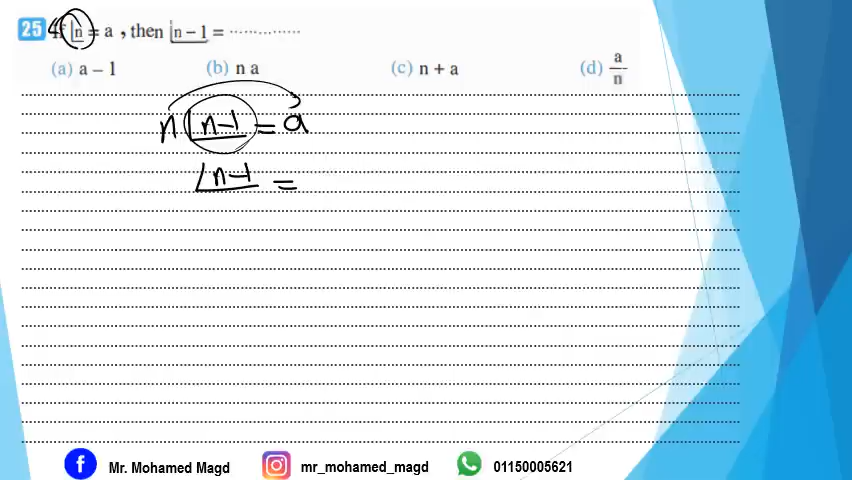 25 If |n = a , then |n − 1 = ...............
(a) a − 1 (b) n a (c) n + a (d) a/n
n |n-1 = a
|n-1 =
Mr. Mohamed Magd mr_mohamed_magd 01150005621